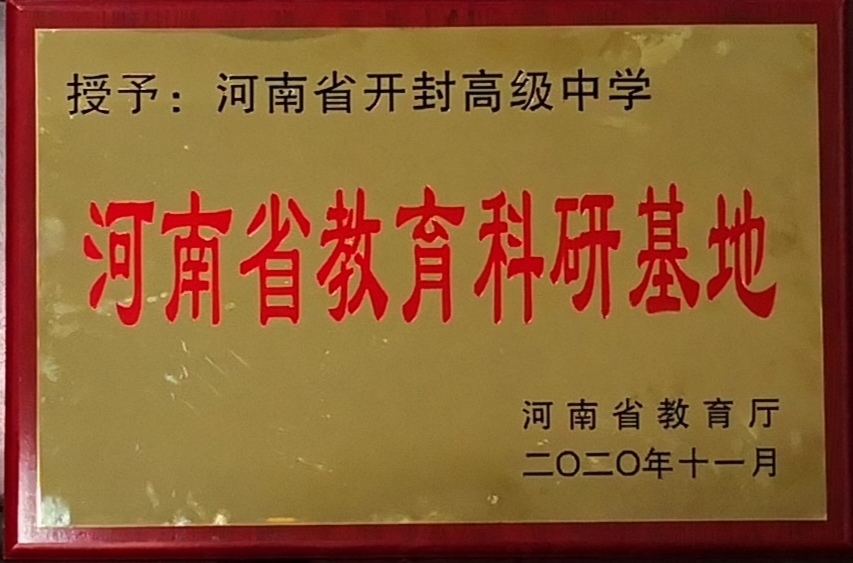 授予：河南省开封高级中学
河南省教育科研基地
河南省教育厅
二〇二〇年十一月